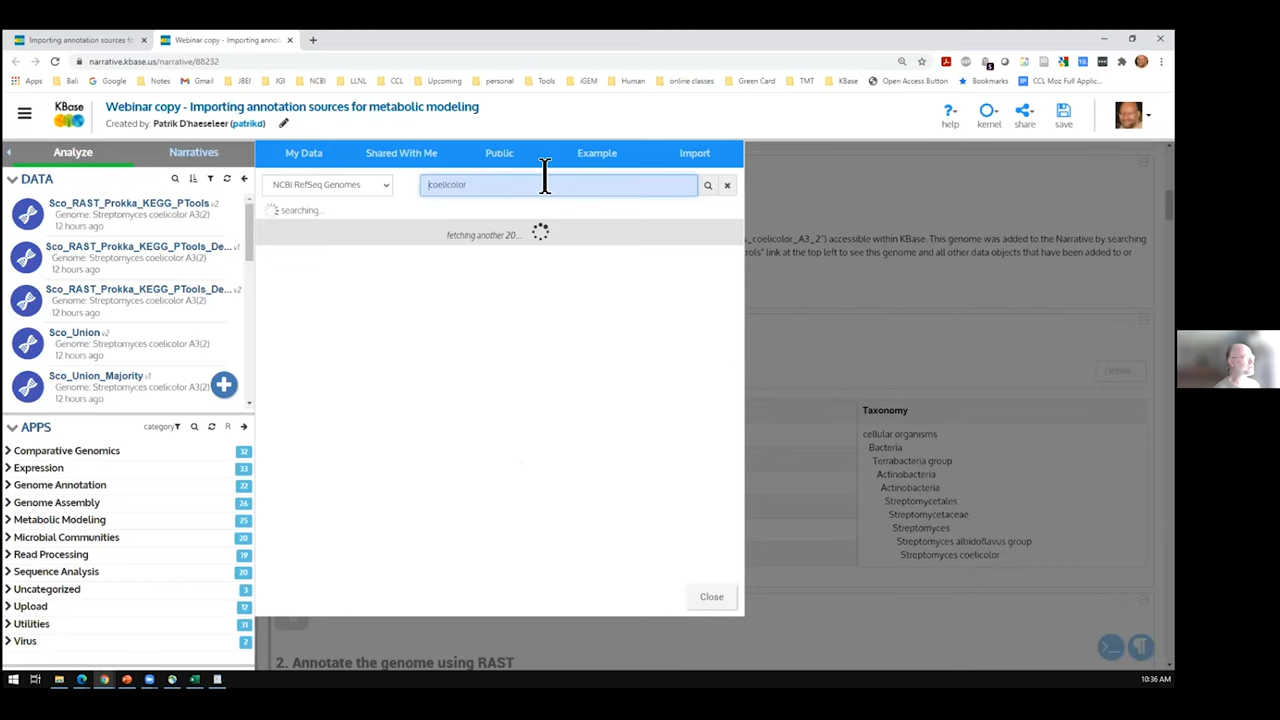 Importing annotation sources fo
Webinar copy - Importing annotat
narrative.kbase.us/narrative/88232
Apps
Bali
Google
Notes
Gmail
JBEI
JGI
NCBI
LLNL
CCL
Upcoming
personal
Tools
iGEM
Human
online classes
Green Card
TMT
KBase
Open Access Button
Bookmarks
CCL Moz Full Applic...
KBase
Webinar copy - Importing annotation sources for metabolic modeling
Created by: Patrik D'haeseleer (patrikd)
help
kernel
share
save
Analyze
Narratives
My Data
Shared With Me
Public
Example
Import
DATA
NCBI RefSeq Genomes
coelicolor
searching...
fetching another 20...
Sco_RAST_Prokka_KEGG_PTools v2
Genome: Streptomyces coelicolor A3(2)
12 hours ago
Sco_RAST_Prokka_KEGG_PTools_De... v1
Genome: Streptomyces coelicolor A3(2)
12 hours ago
Sco_RAST_Prokka_KEGG_PTools_De... v2
Genome: Streptomyces coelicolor A3(2)
12 hours ago
Sco_Union v2
Genome: Streptomyces coelicolor A3(2)
12 hours ago
Sco_Union_Majority v1
Genome: Streptomyces coelicolor A3(2)
12 hours ago
APPS
category
R
Comparative Genomics 32
Expression 33
Genome Annotation 22
Genome Assembly 26
Metabolic Modeling 25
Microbial Communities 20
Read Processing 19
Sequence Analysis 20
Uncategorized 3
Upload 12
Utilities 31
Virus 2
Close
s_coelicolor_A3_2") accessible within KBase. This genome was added to the Narrative by searching
rols" link at the top left to see this genome and all other data objects that have been added to or
Details...
Taxonomy
cellular organisms
Bacteria
Terrabacteria group
Actinobacteria
Actinobacteria
Streptomycetales
Streptomycetaceae
Streptomyces
Streptomyces albidoflavus group
Streptomyces coelicolor
2. Annotate the genome using RAST
10:36 AM